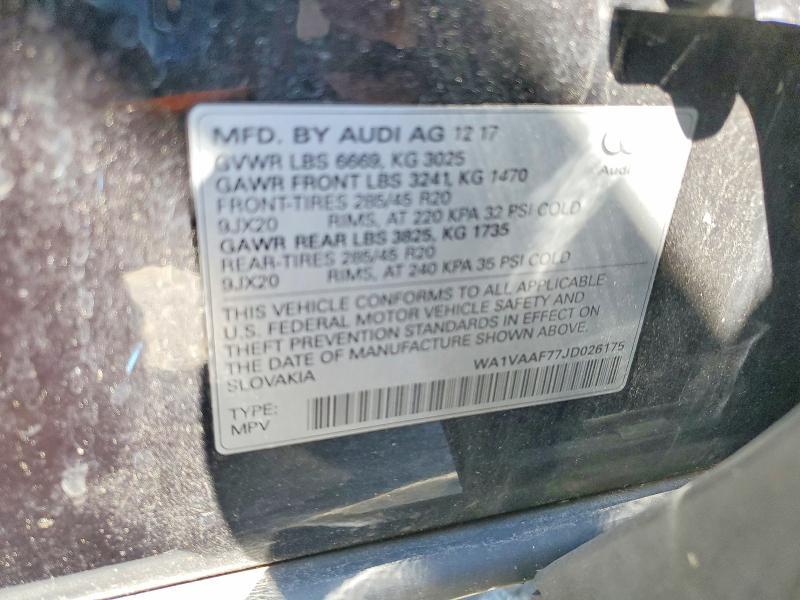 MFD. BY AUDI AG 12 17
GVWR LBS 6669, KG 3025
GAWR FRONT LBS 3241, KG 1470
FRONT-TIRES 285/45 R20
9JX20 RIMS, AT 220 KPA 32 PSI COLD
GAWR REAR LBS 3825, KG 1735
REAR-TIRES 285/45 R20
9JX20 RIMS, AT 240 KPA 35 PSI COLD
THIS VEHICLE CONFORMS TO ALL APPLICABLE
U.S. FEDERAL MOTOR VEHICLE SAFETY AND
THEFT PREVENTION STANDARDS IN EFFECT ON
THE DATE OF MANUFACTURE SHOWN ABOVE.
SLOVAKIA WA1VAAF77JD026175
TYPE:
MPV
Audi